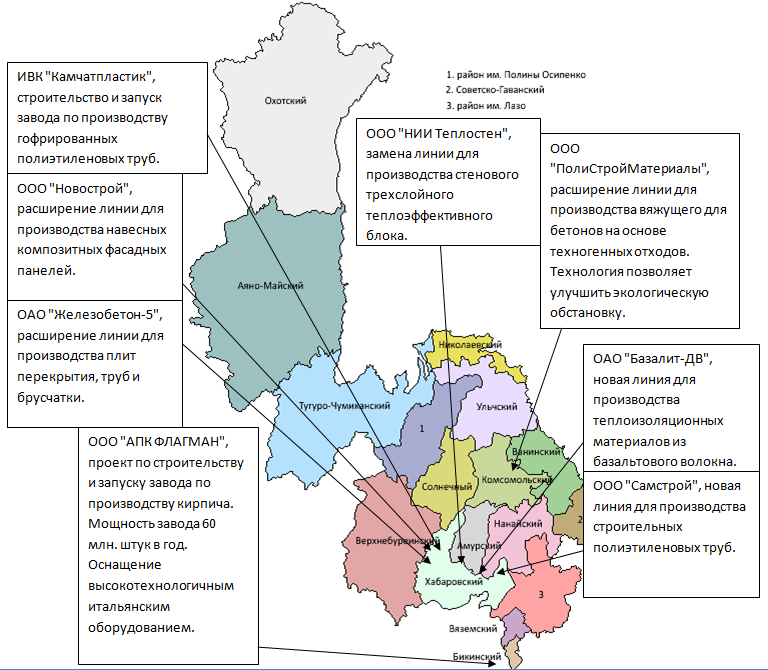 ИВК "Камчатпластик",
строительство и запуск
завода по производству
гофрированных
полиэтиленовых труб.
ООО "Новострой",
расширение линии для
производства навесных
композитных фасадных
панелей.
ОАО "Железобетон-5",
расширение линии для
производства плит
перекрытия, труб и
брусчатки.
ООО "АПК ФЛАГМАН",
проект по строительству
и запуску завода по
производству кирпича.
Мощность завода 60
млн. штук в год.
Оснащение
высокотехнологичным
итальянским
оборудованием.
1. район им. Полины Осипенко
2. Советско-Гаванский
3. район им. Лазо
ООО "НИИ Теплостен",
замена линии для
производства стенового
трехслойного
теплоэффективного
блока.
ООО
"ПолиСтройМатериалы",
расширение линии для
производства вяжущего для
бетонов на основе
техногенных отходов.
Технология позволяет
улучшить экологическую
обстановку.
ОАО "Базалит-ДВ",
новая линия для
производства
теплоизоляционных
материалов из
базальтового волокна.
ООО "Самстрой", новая
линия для производства
строительных
полиэтиленовых труб.
Охотский
Аяно-Майский
Николаевский
Тугуро-Чумиканский
Ульчский
1
Ванинский
Комсомольский
Солнечный
2
Нанайский
Верхнебуреинский
Амурский
Хабаровский
3
Вяземский
Бикинский